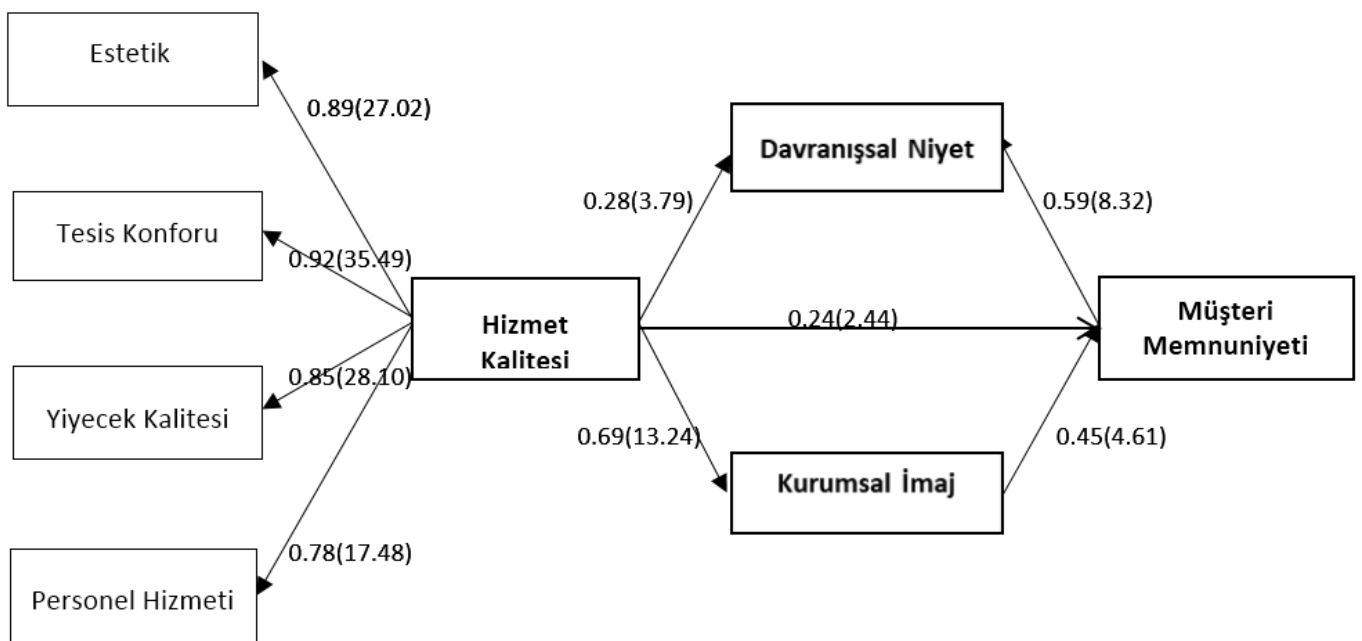 Estetik
0.89(27.02)
Tesis Konforu
0.92(35.49)
Yiyecek Kalitesi
0.85(28.10)
Personel Hizmeti
0.78(17.48)
Hizmet
Kalitesi
0.28(3.79)
Davranışsal Niyet
0.59(8.32)
0.24(2.44)
Müşteri
Memnuniyeti
0.69(13.24)
Kurumsal İmaj
0.45(4.61)